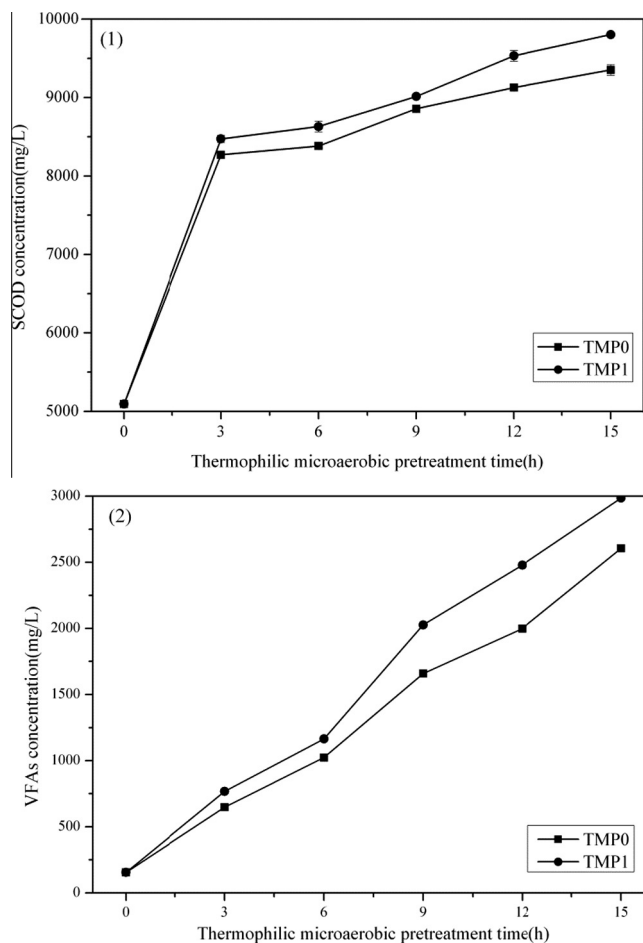 (1)
10000
9000
8000
7000
6000
5000
SCOD concentration(mg/L)
TMP0
TMP1
0 3 6 9 12 15
Thermophilic microaerobic pretreatment time(h)
(2)
3000
2500
2000
1500
1000
500
0
VFAs concentration(mg/L)
TMP0
TMP1
0 3 6 9 12 15
Thermophilic microaerobic pretreatment time(h)